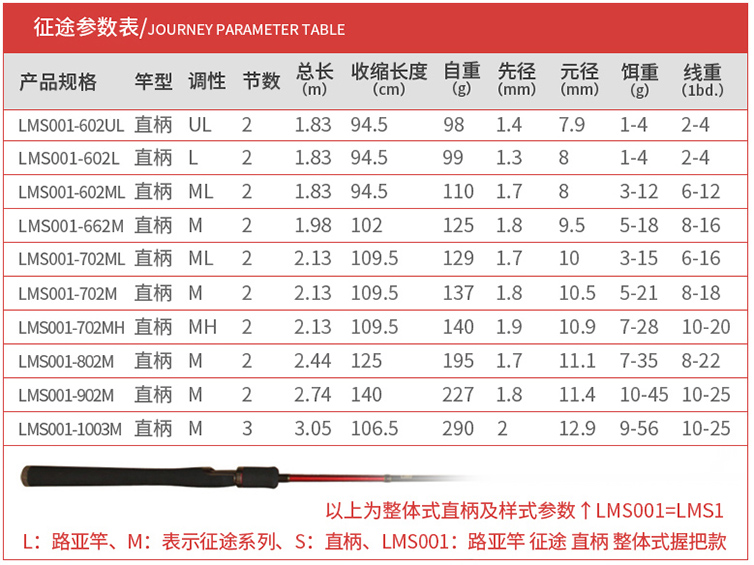 征途参数表/JOURNEY PARAMETER TABLE
产品规格 竿型 调性 节数 总长(m) 收缩长度(cm) 自重(g) 先径(mm) 元径(mm) 饵重(g) 线重(1bd.)
LMS001-602UL 直柄 UL 2 1.83 94.5 98 1.4 7.9 1-4 2-4
LMS001-602L 直柄 L 2 1.83 94.5 99 1.3 8 1-4 2-4
LMS001-602ML 直柄 ML 2 1.83 94.5 110 1.7 8 3-12 6-12
LMS001-662M 直柄 M 2 1.98 102 125 1.8 9.5 5-18 8-16
LMS001-702ML 直柄 ML 2 2.13 109.5 129 1.7 10 3-15 6-16
LMS001-702M 直柄 M 2 2.13 109.5 137 1.8 10.5 5-21 8-18
LMS001-702MH 直柄 MH 2 2.13 109.5 140 1.9 10.9 7-28 10-20
LMS001-802M 直柄 M 2 2.44 125 195 1.7 11.1 7-35 8-22
LMS001-902M 直柄 M 2 2.74 140 227 1.8 11.4 10-45 10-25
LMS001-1003M 直柄 M 3 3.05 106.5 290 2 12.9 9-56 10-25
以上为整体式直柄及样式参数↑LMS001=LMS1
L：路亚竿、M：表示征途系列、S：直柄、LMS001：路亚竿 征途 直柄 整体式握把款